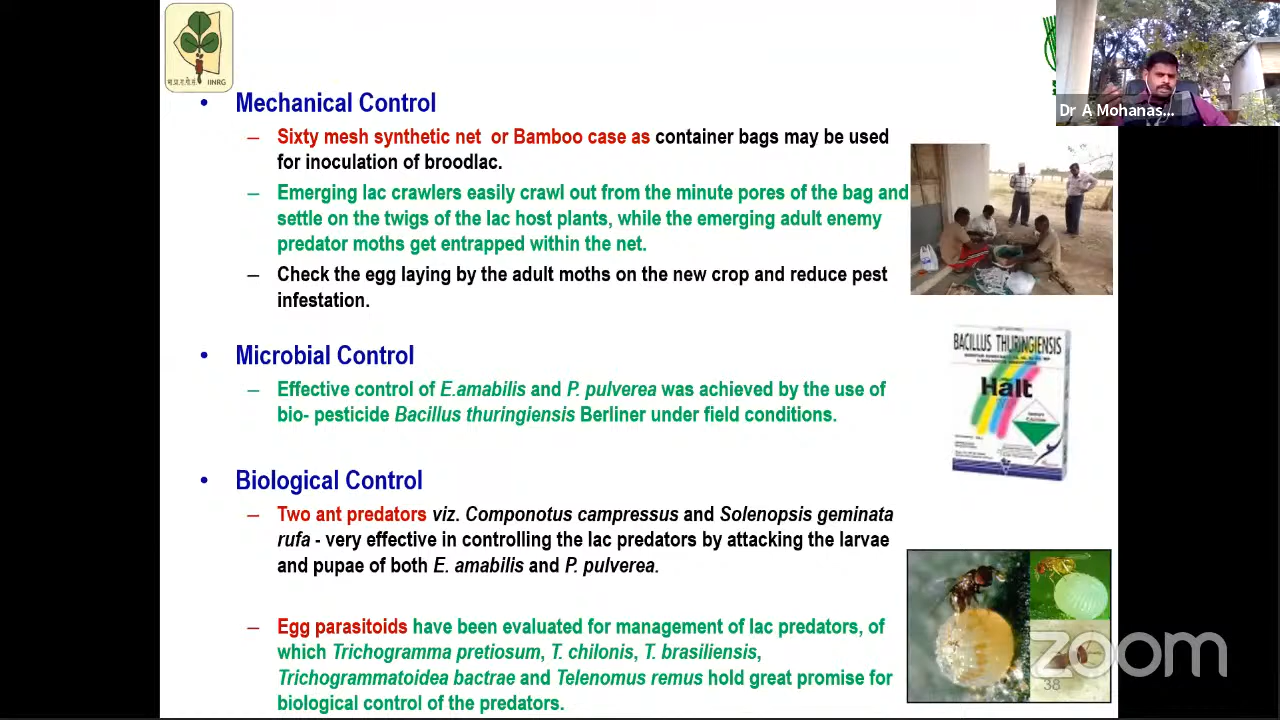 भा.प्रा.रा.गों.सं. IINRG
Dr A Mohanas...
• Mechanical Control
– Sixty mesh synthetic net or Bamboo case as container bags may be used
for inoculation of broodlac.
– Emerging lac crawlers easily crawl out from the minute pores of the bag and
settle on the twigs of the lac host plants, while the emerging adult enemy
predator moths get entrapped within the net.
– Check the egg laying by the adult moths on the new crop and reduce pest
infestation.
• Microbial Control
– Effective control of E.amabilis and P. pulverea was achieved by the use of
bio- pesticide Bacillus thuringiensis Berliner under field conditions.
BACILLUS THURINGIENSIS
Halt
• Biological Control
– Two ant predators viz. Componotus campressus and Solenopsis geminata
rufa - very effective in controlling the lac predators by attacking the larvae
and pupae of both E. amabilis and P. pulverea.
– Egg parasitoids have been evaluated for management of lac predators, of
which Trichogramma pretiosum, T. chilonis, T. brasiliensis,
Trichogrammatoidea bactrae and Telenomus remus hold great promise for
biological control of the predators.
zoom
38